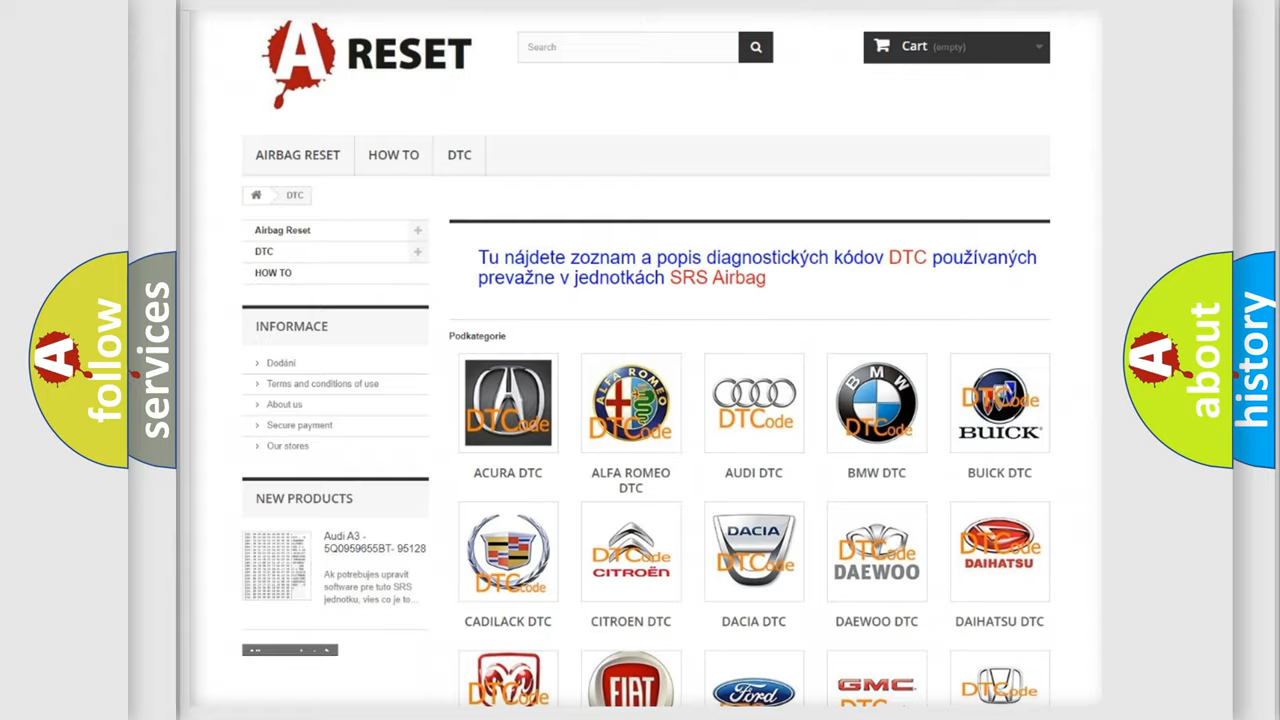 A RESET
Search
Cart (empty)
AIRBAG RESET
HOW TO
DTC
DTC
Airbag Reset
DTC
HOW TO
Tu nájdete zoznam a popis diagnostických kódov DTC používaných
prevažne v jednotkách SRS Airbag
INFORMACE
Dodání
Terms and conditions of use
About us
Secure payment
Our stores
NEW PRODUCTS
Audi A3 -
5Q0959655BT- 95128
Ak potrebujes upravit
software pre tuto SRS
jednotku, vies co je to...
Podkategorie
DTCode
ALFA ROMEO
DTCode
DTCode
BMW
DTCode
DTCode
BUICK
ACURA DTC
ALFA ROMEO
DTC
AUDI DTC
BMW DTC
BUICK DTC
DTCode
DTCode
CITROËN
DACIA
DTCode
DTCode
DAEWOO
DTCode
DAIHATSU
CADILACK DTC
CITROEN DTC
DACIA DTC
DAEWOO DTC
DAIHATSU DTC
DTCode
FIAT
Ford
GMC
DTCode
A follow
services
A about
history